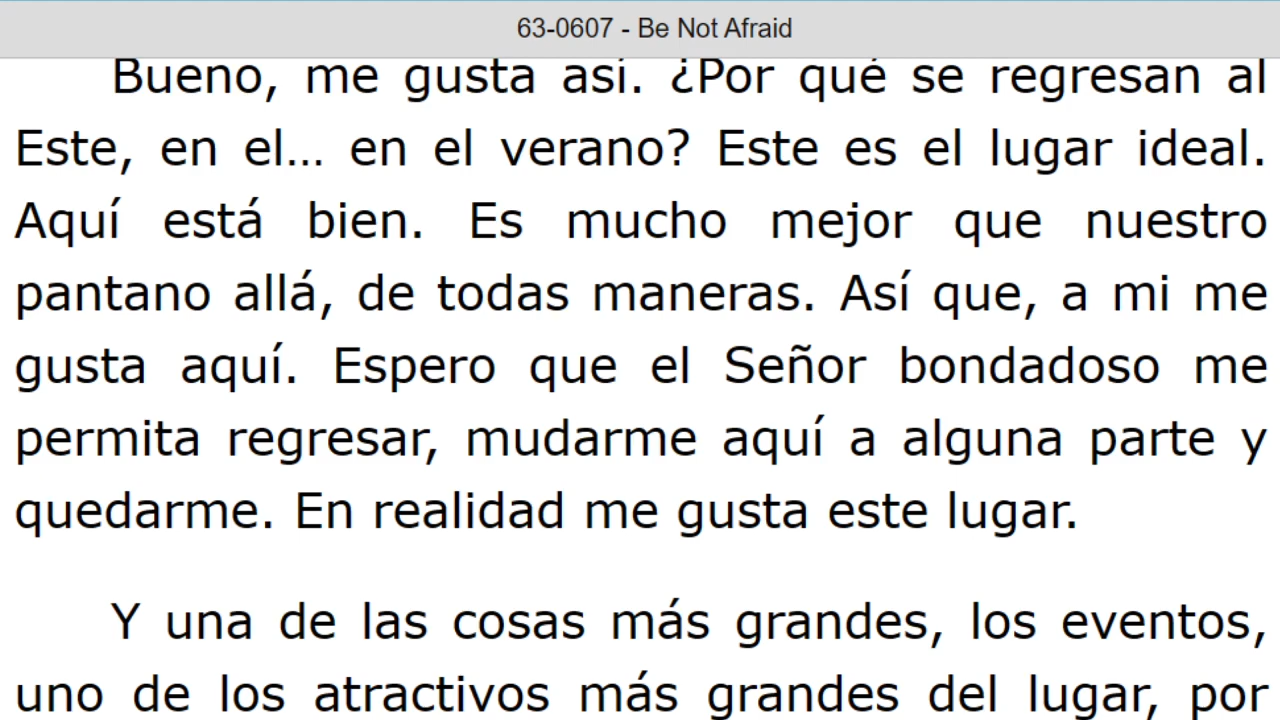 63-0607 - Be Not Afraid
Bueno, me gusta así. ¿Por qué se regresan al
Este, en el... en el verano? Este es el lugar ideal.
Aquí está bien. Es mucho mejor que nuestro
pantano allá, de todas maneras. Así que, a mi me
gusta aquí. Espero que el Señor bondadoso me
permita regresar, mudarme aquí a alguna parte y
quedarme. En realidad me gusta este lugar.
Y una de las cosas más grandes, los eventos,
uno de los atractivos más grandes del lugar, por